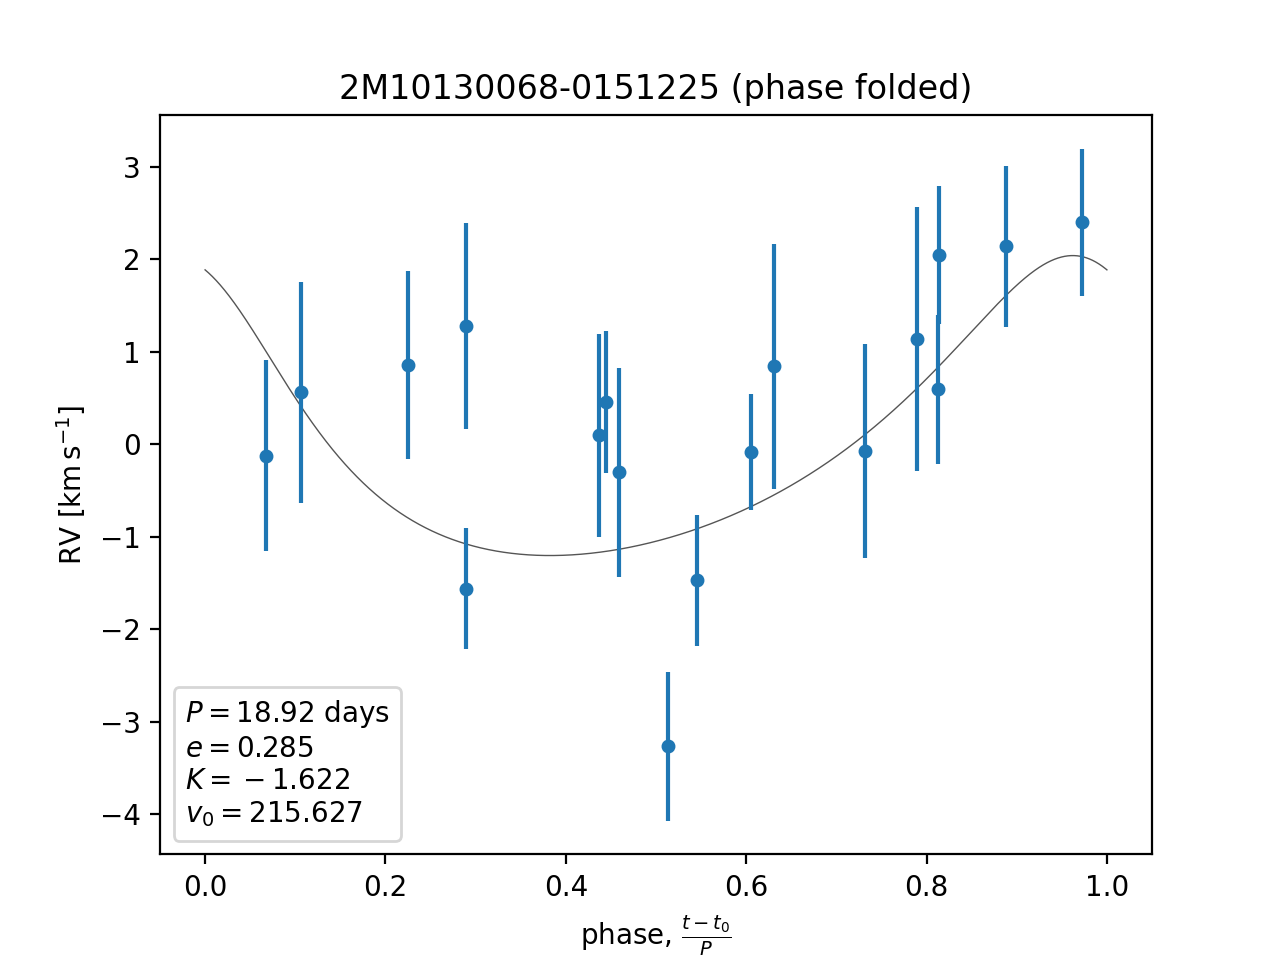 2M10130068-0151225 (phase folded)
3
2
1
0
−1
−2
−3
−4
RV [km s⁻¹]
P = 18.92 days
e = 0.285
K = −1.622
v₀ = 215.627
0.0 0.2 0.4 0.6 0.8 1.0
phase, (t − t₀)/P